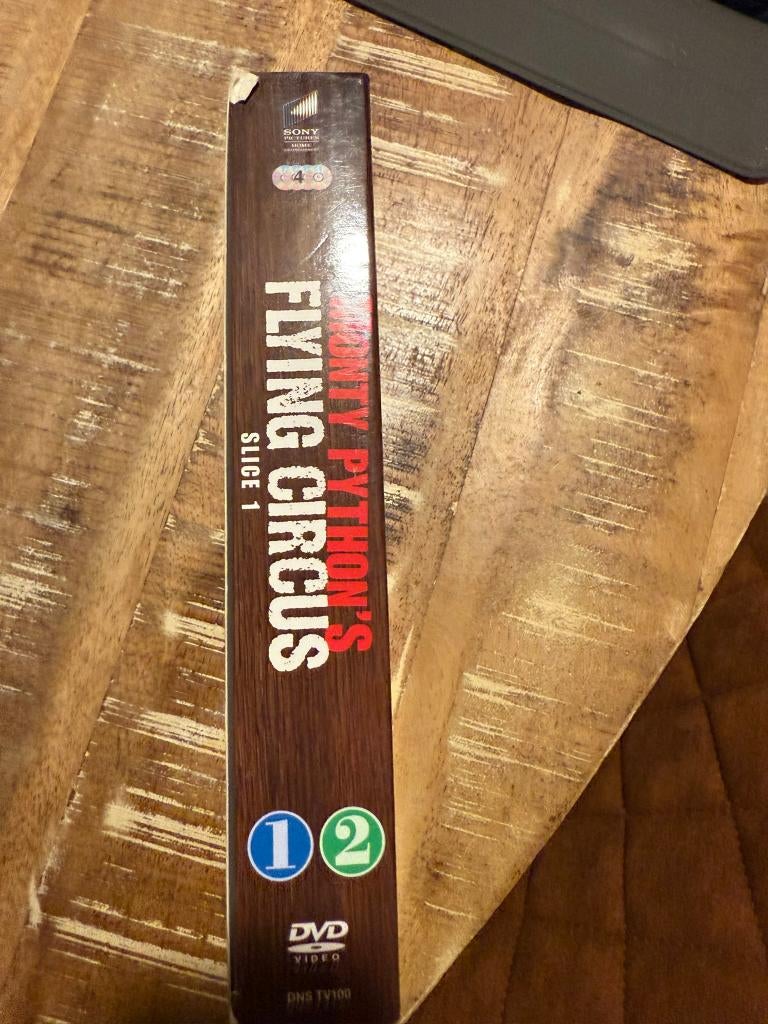 SONY
PICTURES
HOME
ENTERTAINMENT
4
MONTY PYTHON'S
FLYING CIRCUS
SLICE 1
1 2
DVD
VIDEO
DNS TV100